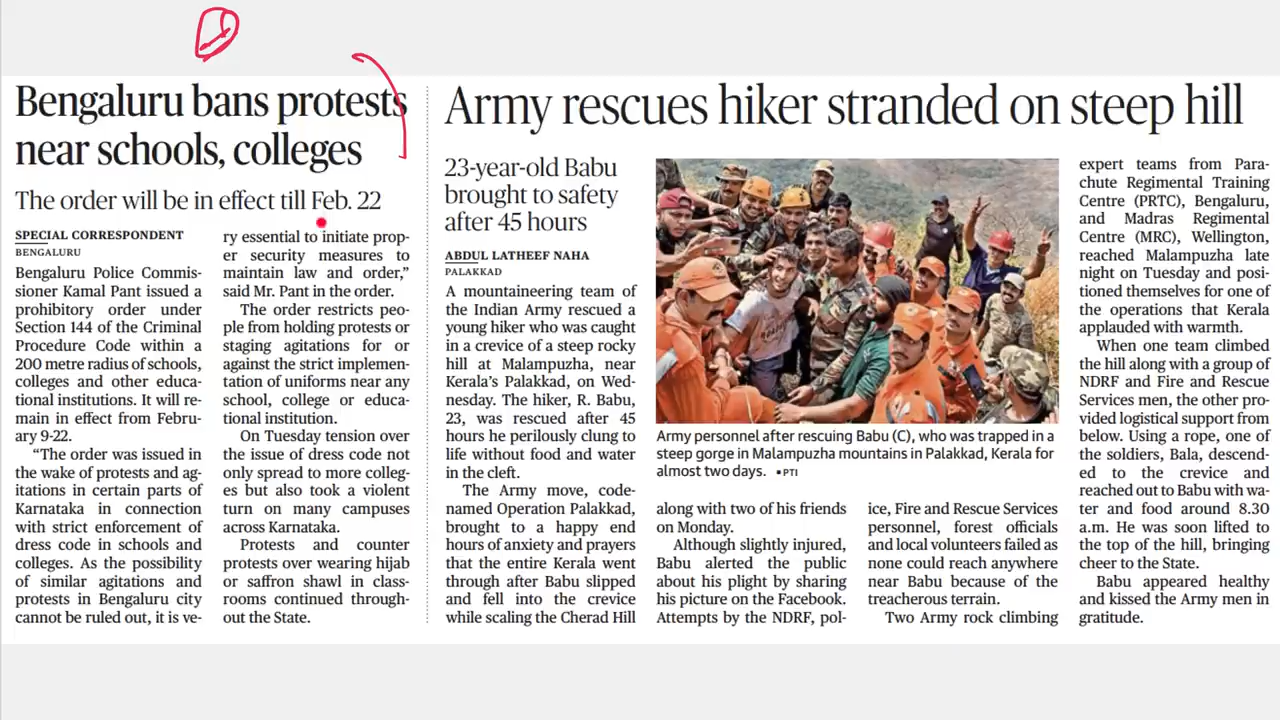 Bengaluru bans protests
near schools, colleges
The order will be in effect till Feb. 22
SPECIAL CORRESPONDENT
BENGALURU
Bengaluru Police Commis-
sioner Kamal Pant issued a
prohibitory order under
Section 144 of the Criminal
Procedure Code within a
200 metre radius of schools,
colleges and other educa-
tional institutions. It will re-
main in effect from Febru-
ary 9-22.
“The order was issued in
the wake of protests and ag-
itations in certain parts of
Karnataka in connection
with strict enforcement of
dress code in schools and
colleges. As the possibility
of similar agitations and
protests in Bengaluru city
cannot be ruled out, it is ve-
ry essential to initiate prop-
er security measures to
maintain law and order,”
said Mr. Pant in the order.
The order restricts peo-
ple from holding protests or
staging agitations for or
against the strict implemen-
tation of uniforms near any
school, college or educa-
tional institution.
On Tuesday tension over
the issue of dress code not
only spread to more colleg-
es but also took a violent
turn on many campuses
across Karnataka.
Protests and counter
protests over wearing hijab
or saffron shawl in class-
rooms continued through-
out the State.
Army rescues hiker stranded on steep hill
23-year-old Babu
brought to safety
after 45 hours
ABDUL LATHEEF NAHA
PALAKKAD
A mountaineering team of
the Indian Army rescued a
young hiker who was caught
in a crevice of a steep rocky
hill at Malampuzha, near
Kerala’s Palakkad, on Wed-
nesday. The hiker, R. Babu,
23, was rescued after 45
hours he perilously clung to
life without food and water
in the cleft.
The Army move, code-
named Operation Palakkad,
brought to a happy end
hours of anxiety and prayers
that the entire Kerala went
through after Babu slipped
and fell into the crevice
while scaling the Cherad Hill
Army personnel after rescuing Babu (C), who was trapped in a
steep gorge in Malampuzha mountains in Palakkad, Kerala for
almost two days. •PTI
along with two of his friends
on Monday.
Although slightly injured,
Babu alerted the public
about his plight by sharing
his picture on the Facebook.
Attempts by the NDRF, pol-
ice, Fire and Rescue Services
personnel, forest officials
and local volunteers failed as
none could reach anywhere
near Babu because of the
treacherous terrain.
Two Army rock climbing
expert teams from Para-
chute Regimental Training
Centre (PRTC), Bengaluru,
and Madras Regimental
Centre (MRC), Wellington,
reached Malampuzha late
night on Tuesday and posi-
tioned themselves for one of
the operations that Kerala
applauded with warmth.
When one team climbed
the hill along with a group of
NDRF and Fire and Rescue
Services men, the other pro-
vided logistical support from
below. Using a rope, one of
the soldiers, Bala, descend-
ed to the crevice and
reached out to Babu with wa-
ter and food around 8.30
a.m. He was soon lifted to
the top of the hill, bringing
cheer to the State.
Babu appeared healthy
and kissed the Army men in
gratitude.